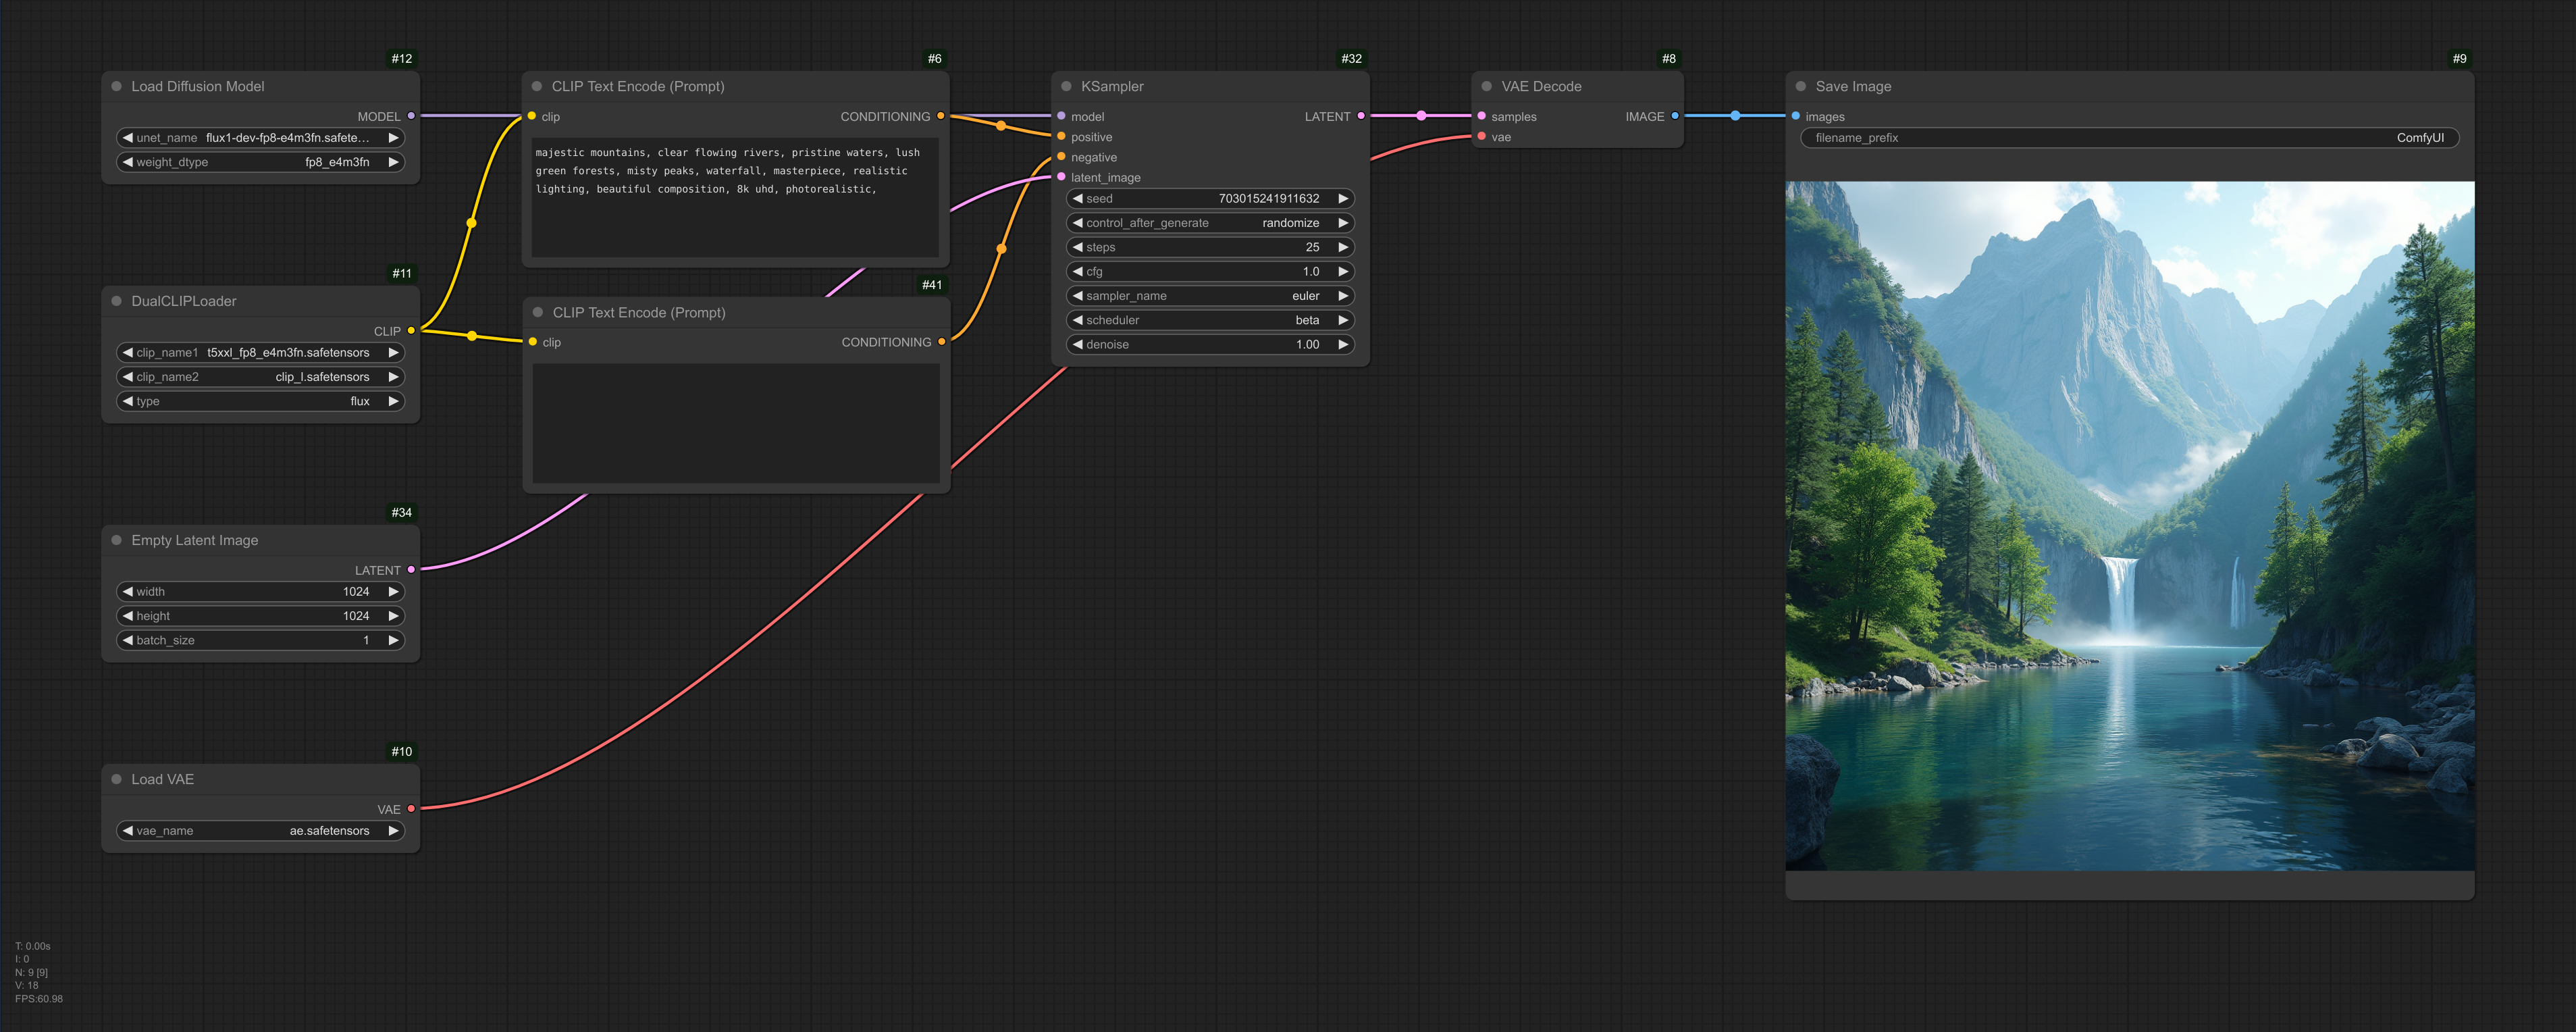 #12
Load Diffusion Model
MODEL
unet_name flux1-dev-fp8-e4m3fn.safete...
weight_dtype fp8_e4m3fn
#11
DualCLIPLoader
CLIP
clip_name1 t5xxl_fp8_e4m3fn.safetensors
clip_name2 clip_l.safetensors
type flux
#34
Empty Latent Image
LATENT
width 1024
height 1024
batch_size 1
#10
Load VAE
VAE
vae_name ae.safetensors
#6
CLIP Text Encode (Prompt)
clip CONDITIONING
majestic mountains, clear flowing rivers, pristine waters, lush
green forests, misty peaks, waterfall, masterpiece, realistic
lighting, beautiful composition, 8k uhd, photorealistic,
#41
CLIP Text Encode (Prompt)
clip CONDITIONING
#32
KSampler
model LATENT
positive
negative
latent_image
seed 703015241911632
control_after_generate randomize
steps 25
cfg 1.0
sampler_name euler
scheduler beta
denoise 1.00
#8
VAE Decode
samples IMAGE
vae
#9
Save Image
images
filename_prefix ComfyUI
T: 0.00s
I: 0
N: 9 [9]
V: 18
FPS:60.98